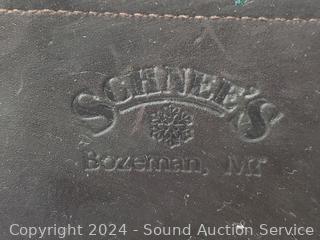 SCHNEE'S
Bozeman, MT
Copyright 2024 - Sound Auction Service